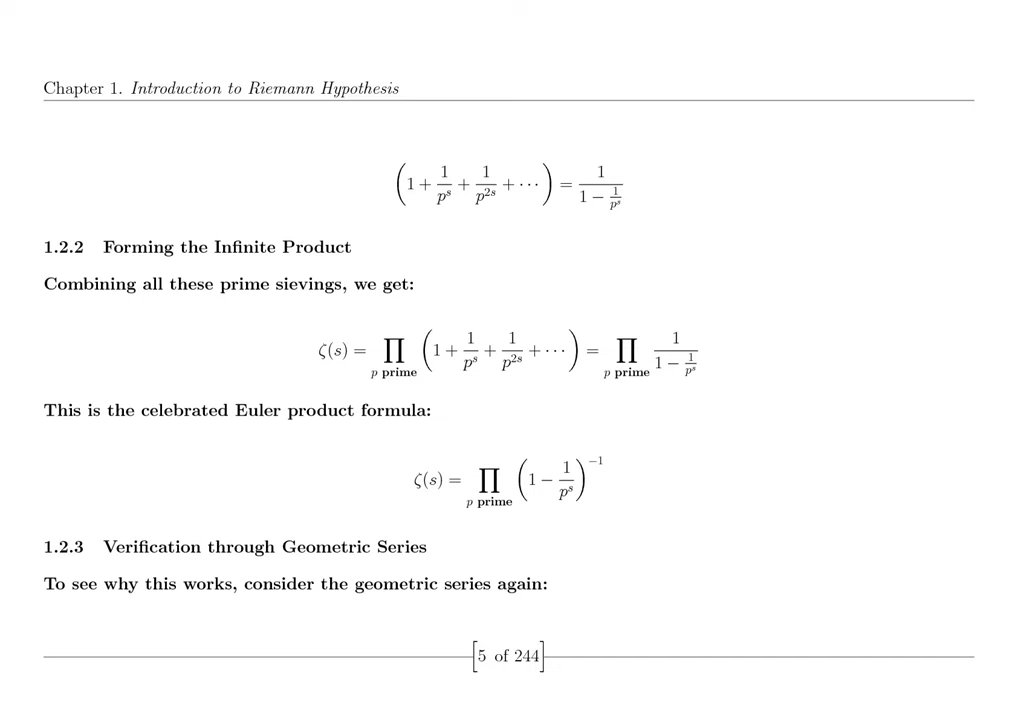 Chapter 1. Introduction to Riemann Hypothesis
(1 + 1/p^s + 1/p^{2s} + ···) = 1/(1 − 1/p^s)
1.2.2 Forming the Infinite Product
Combining all these prime sievings, we get:
ζ(s) = ∏_{p prime} (1 + 1/p^s + 1/p^{2s} + ···) = ∏_{p prime} 1/(1 − 1/p^s)
This is the celebrated Euler product formula:
ζ(s) = ∏_{p prime} (1 − 1/p^s)^{−1}
1.2.3 Verification through Geometric Series
To see why this works, consider the geometric series again:
[5 of 244]